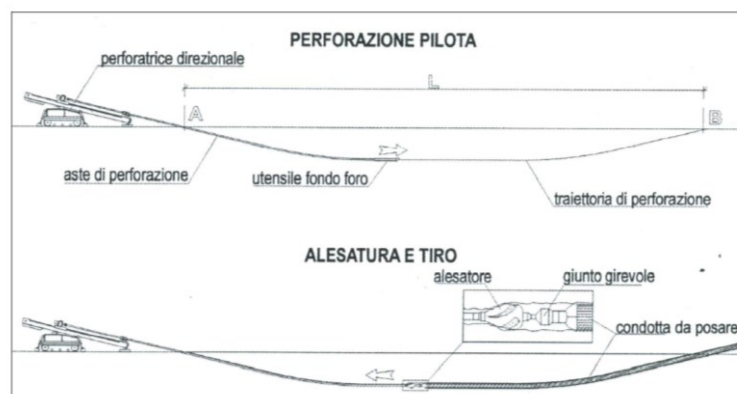 PERFORAZIONE PILOTA
perforatrice direzionale
L
A
B
aste di perforazione
utensile fondo foro
traiettoria di perforazione
ALESATURA E TIRO
alesatore
giunto girevole
condotta da posare